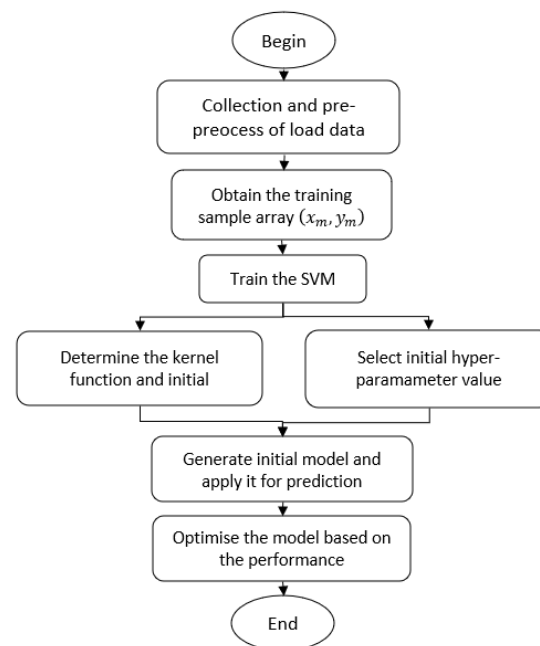 Begin
Collection and pre-
preocess of load data
Obtain the training
sample array (xₘ, yₘ)
Train the SVM
Determine the kernel
function and initial
Select initial hyper-
paramameter value
Generate initial model and
apply it for prediction
Optimise the model based on
the performance
End